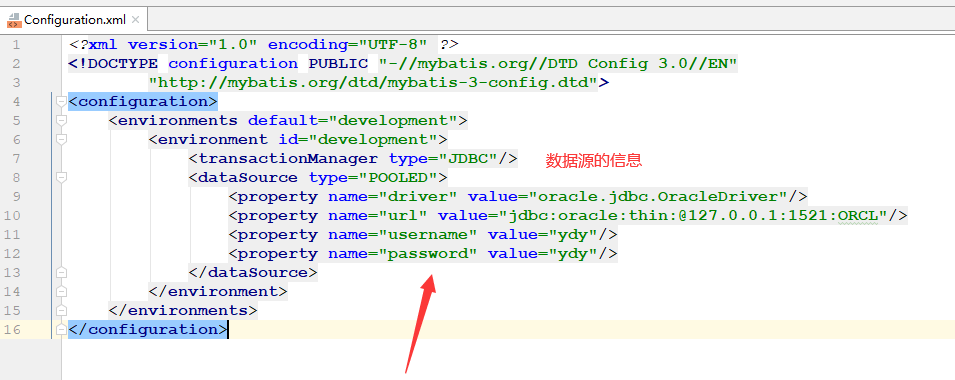 Configuration.xml
1 <?xml version="1.0" encoding="UTF-8" ?>
2 <!DOCTYPE configuration PUBLIC "-//mybatis.org//DTD Config 3.0//EN"
3 "http://mybatis.org/dtd/mybatis-3-config.dtd">
4 <configuration>
5 <environments default="development">
6 <environment id="development">
7 <transactionManager type="JDBC"/> 数据源的信息
8 <dataSource type="POOLED">
9 <property name="driver" value="oracle.jdbc.OracleDriver"/>
10 <property name="url" value="jdbc:oracle:thin:@127.0.0.1:1521:ORCL"/>
11 <property name="username" value="ydy"/>
12 <property name="password" value="ydy"/>
13 </dataSource>
14 </environment>
15 </environments>
16 </configuration>